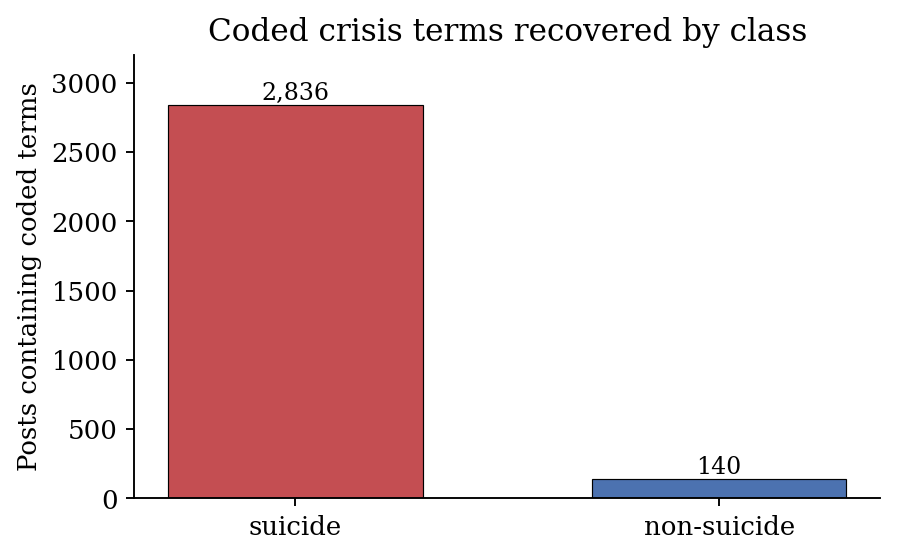 Coded crisis terms recovered by class
Posts containing coded terms
3000
2500
2000
1500
1000
500
0
2,836
140
suicide
non-suicide